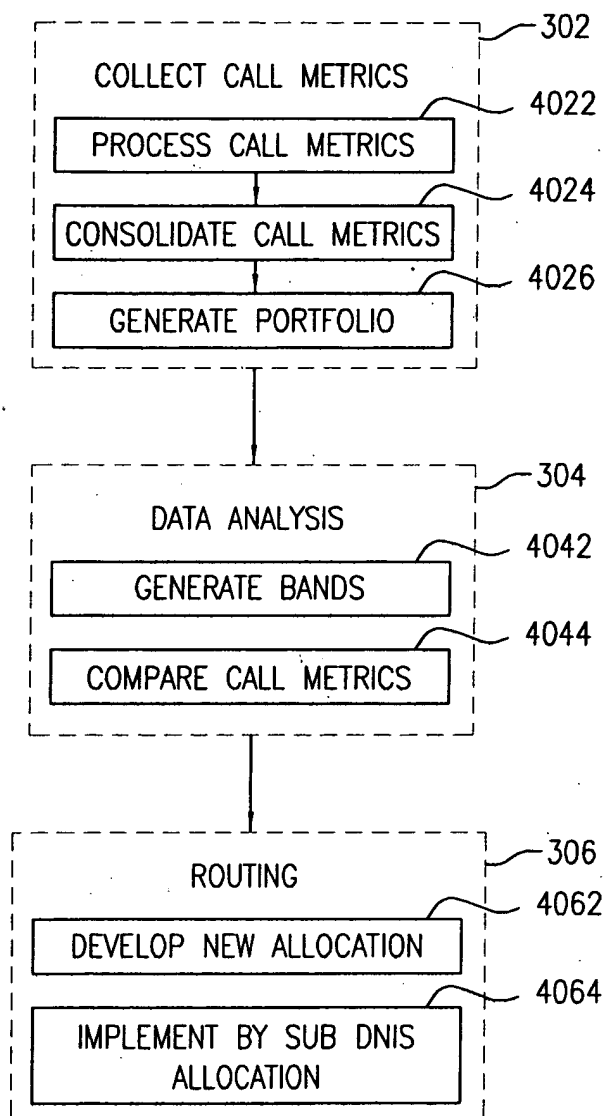 302
COLLECT CALL METRICS
4022
PROCESS CALL METRICS
4024
CONSOLIDATE CALL METRICS
4026
GENERATE PORTFOLIO
304
DATA ANALYSIS
4042
GENERATE BANDS
4044
COMPARE CALL METRICS
306
ROUTING
4062
DEVELOP NEW ALLOCATION
4064
IMPLEMENT BY SUB DNIS
ALLOCATION